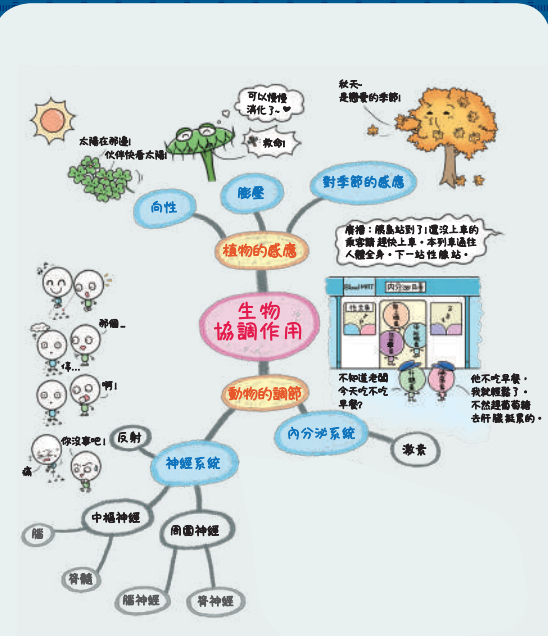 可以慢慢
消化了~
救命!
秋天~
是戀愛的季節!
太陽在那邊!
伙伴快看太陽!
向性
膨壓
對季節的感應
植物的感應
廣播:胰島站到了!還沒上車的
乘客請趕快上車。本列車通往
人體全身。下一站性腺站。
生物
協調作用
那個…
停…
啊!
你沒事吧!
痛
不知道老闆
今天吃不吃
早餐?
他不吃早餐,
我就輕鬆了,
不然趕葡萄糖
去肝臟挺累的。
動物的調節
反射
神經系統
內分泌系統
激素
中樞神經
周圍神經
腦
脊髓
腦神經
脊神經